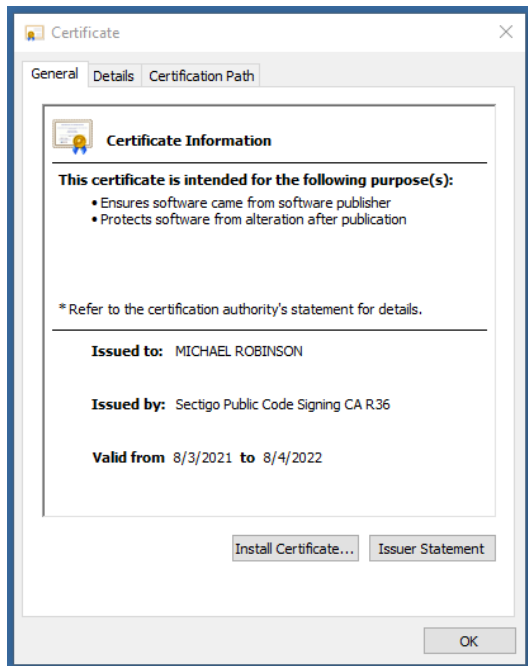 Certificate
General Details Certification Path
Certificate Information
This certificate is intended for the following purpose(s):
• Ensures software came from software publisher
• Protects software from alteration after publication
* Refer to the certification authority's statement for details.
Issued to: MICHAEL ROBINSON
Issued by: Sectigo Public Code Signing CA R36
Valid from 8/3/2021 to 8/4/2022
Install Certificate... Issuer Statement
OK